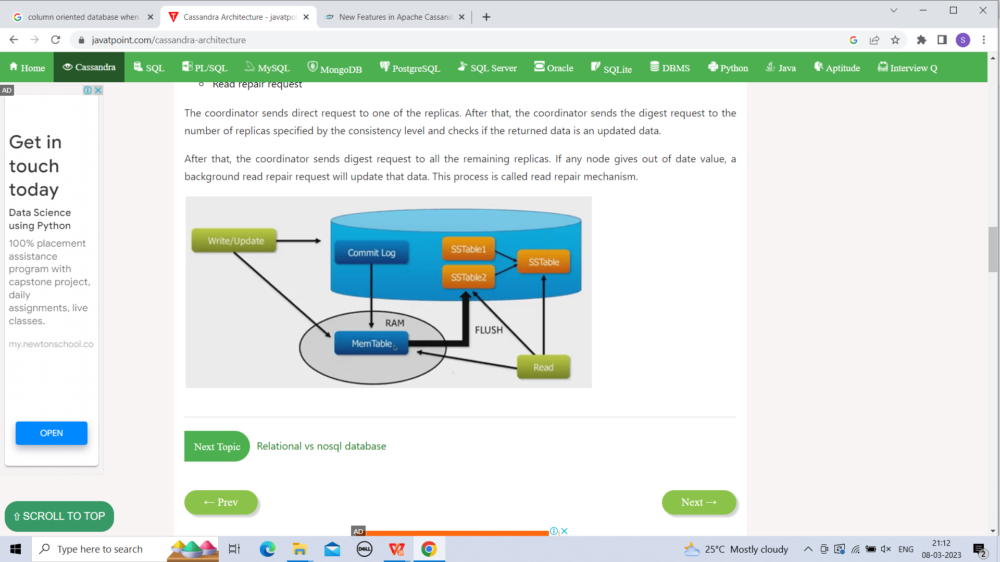 column oriented database when
Cassandra Architecture - javatpoi
New Features in Apache Cassand
javatpoint.com/cassandra-architecture
S
Home
Cassandra
SQL
PL/SQL
MySQL
MongoDB
PostgreSQL
SQL Server
Oracle
SQLite
DBMS
Python
Java
Aptitude
Interview Q
AD
Get in
touch
today
Data Science
using Python
100% placement
assistance
program with
capstone project,
daily
assignments, live
classes.
my.newtonschool.co
OPEN
⇧ SCROLL TO TOP
Read repair request
The coordinator sends direct request to one of the replicas. After that, the coordinator sends the digest request to the
number of replicas specified by the consistency level and checks if the returned data is an updated data.
After that, the coordinator sends digest request to all the remaining replicas. If any node gives out of date value, a
background read repair request will update that data. This process is called read repair mechanism.
Write/Update
Commit Log
SSTable1
SSTable2
SSTable
RAM
MemTable
FLUSH
Read
Next Topic
Relational vs nosql database
← Prev
Next →
AD
Type here to search
DELL
25°C Mostly cloudy
ENG
21:12
08-03-2023
2